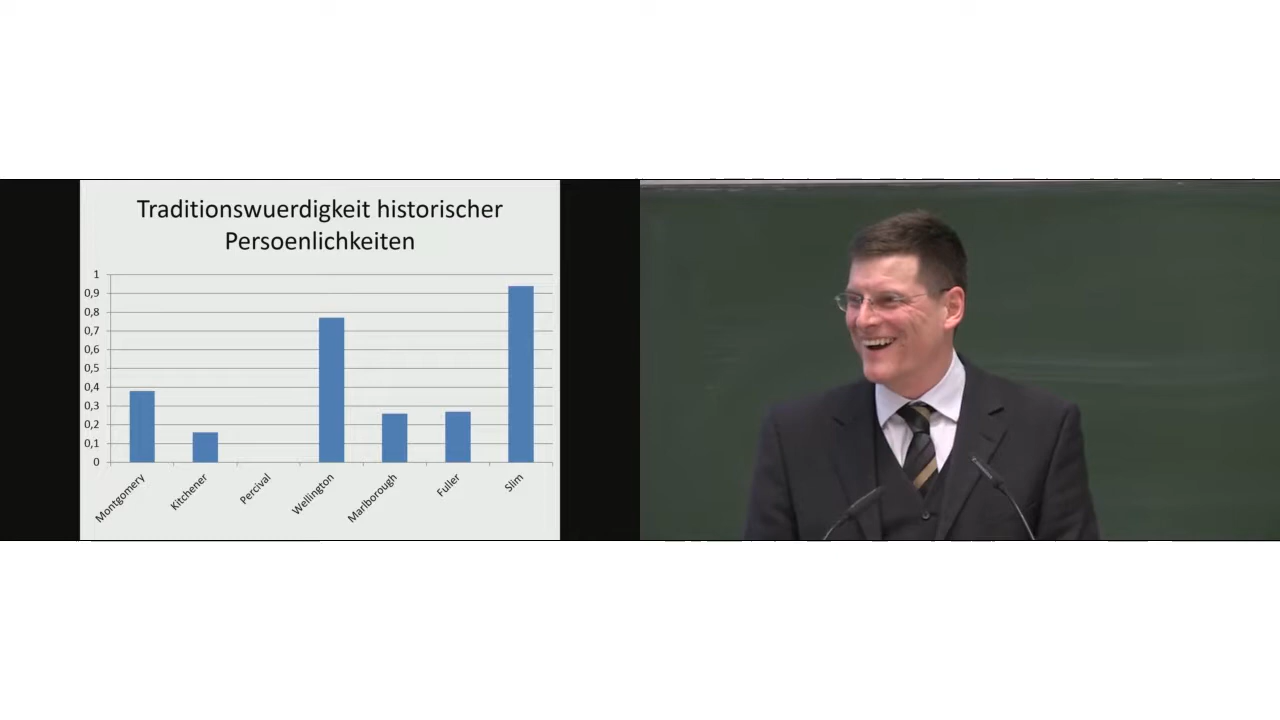 Traditionswuerdigkeit historischer
Persoenlichkeiten
1
0,9
0,8
0,7
0,6
0,5
0,4
0,3
0,2
0,1
0
Montgomery
Kitchener
Percival
Wellington
Marlborough
Fuller
Slim